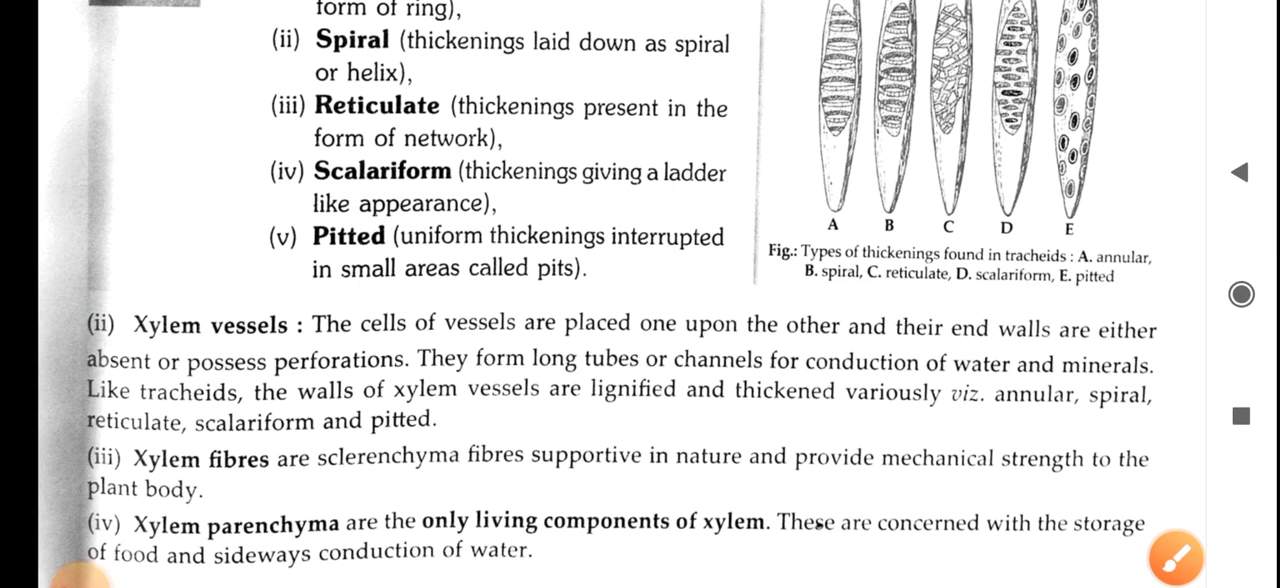 form of ring),
(ii) Spiral (thickenings laid down as spiral
or helix),
(iii) Reticulate (thickenings present in the
form of network),
(iv) Scalariform (thickenings giving a ladder
like appearance),
(v) Pitted (uniform thickenings interrupted
in small areas called pits).
A B C D E
Fig.: Types of thickenings found in tracheids : A. annular,
B. spiral, C. reticulate, D. scalariform, E. pitted
(ii) Xylem vessels : The cells of vessels are placed one upon the other and their end walls are either
absent or possess perforations. They form long tubes or channels for conduction of water and minerals.
Like tracheids, the walls of xylem vessels are lignified and thickened variously viz. annular, spiral,
reticulate, scalariform and pitted.
(iii) Xylem fibres are sclerenchyma fibres supportive in nature and provide mechanical strength to the
plant body.
(iv) Xylem parenchyma are the only living components of xylem. These are concerned with the storage
of food and sideways conduction of water.